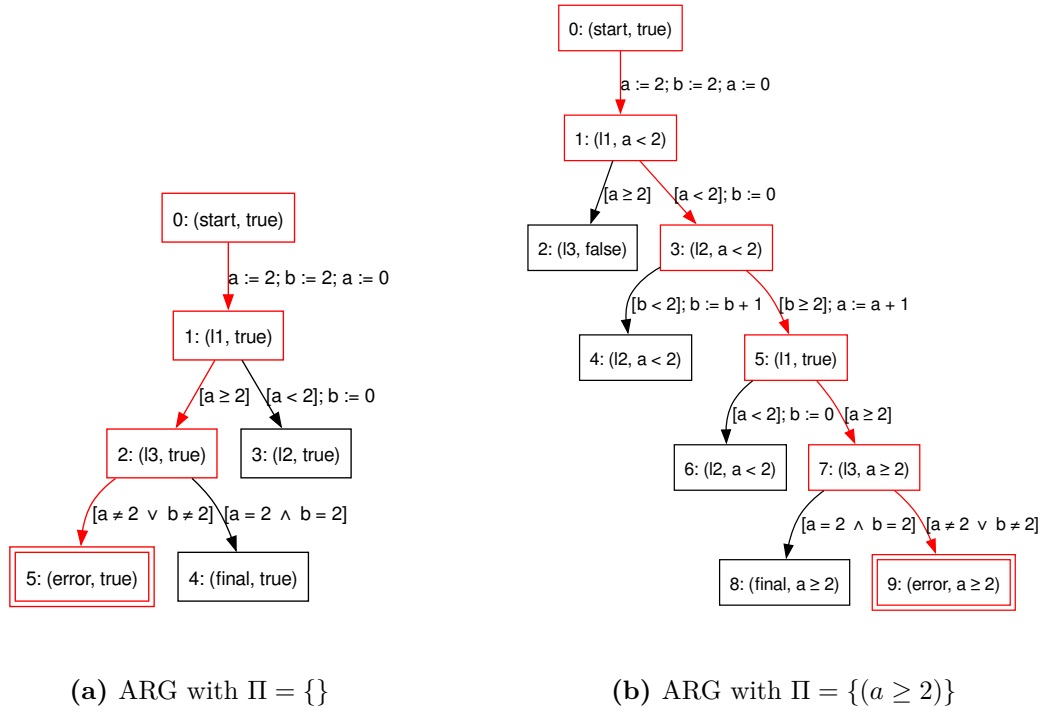 0: (start, true)
a := 2; b := 2; a := 0
1: (l1, true)
[a ≥ 2]
[a < 2]; b := 0
2: (l3, true)
3: (l2, true)
[a ≠ 2 ∨ b ≠ 2]
[a = 2 ∧ b = 2]
5: (error, true)
4: (final, true)
(a) ARG with Π = {}
0: (start, true)
a := 2; b := 2; a := 0
1: (l1, a < 2)
[a ≥ 2]
[a < 2]; b := 0
2: (l3, false)
3: (l2, a < 2)
[b < 2]; b := b + 1
[b ≥ 2]; a := a + 1
4: (l2, a < 2)
5: (l1, true)
[a < 2]; b := 0
[a ≥ 2]
6: (l2, a < 2)
7: (l3, a ≥ 2)
[a = 2 ∧ b = 2]
[a ≠ 2 ∨ b ≠ 2]
8: (final, a ≥ 2)
9: (error, a ≥ 2)
(b) ARG with Π = {(a ≥ 2)}